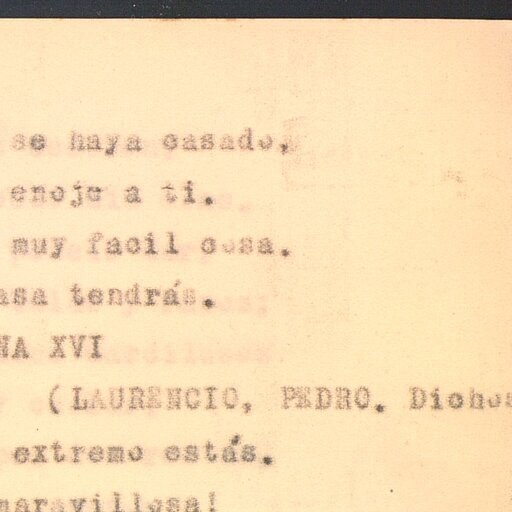 se haya casado,
enoje a ti.
muy facil cosa.
asa tendrás.
NA XVI
(LAURENCIO, PEDRO. Dichos
extremo estás.
maravillosa!